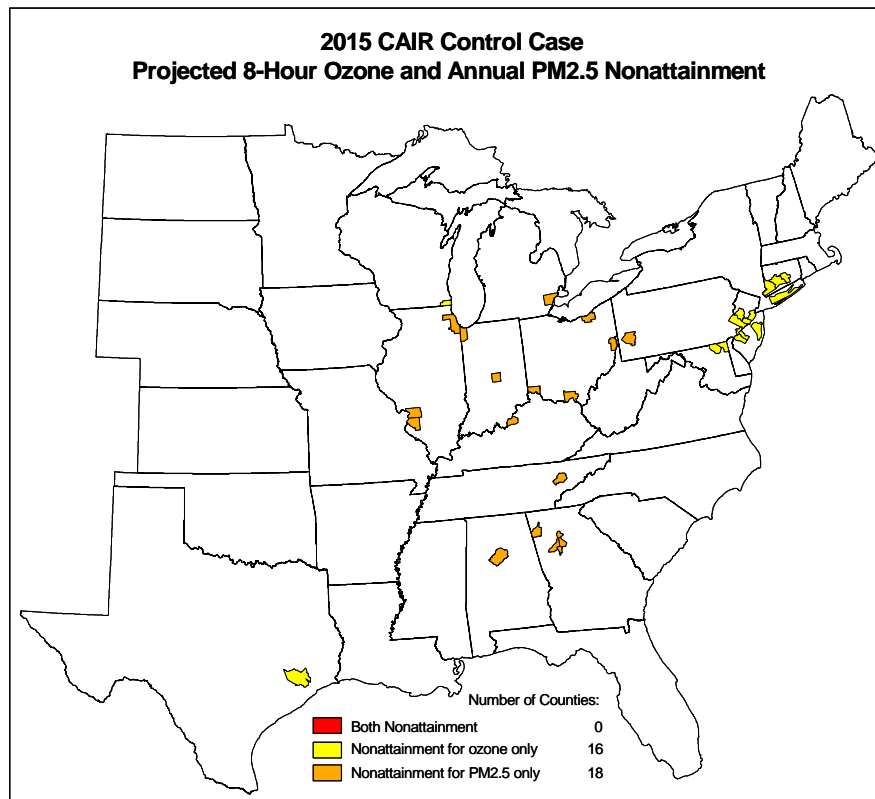 2015 CAIR Control Case
Projected 8-Hour Ozone and Annual PM2.5 Nonattainment
Number of Counties:
Both Nonattainment 0
Nonattainment for ozone only 16
Nonattainment for PM2.5 only 18